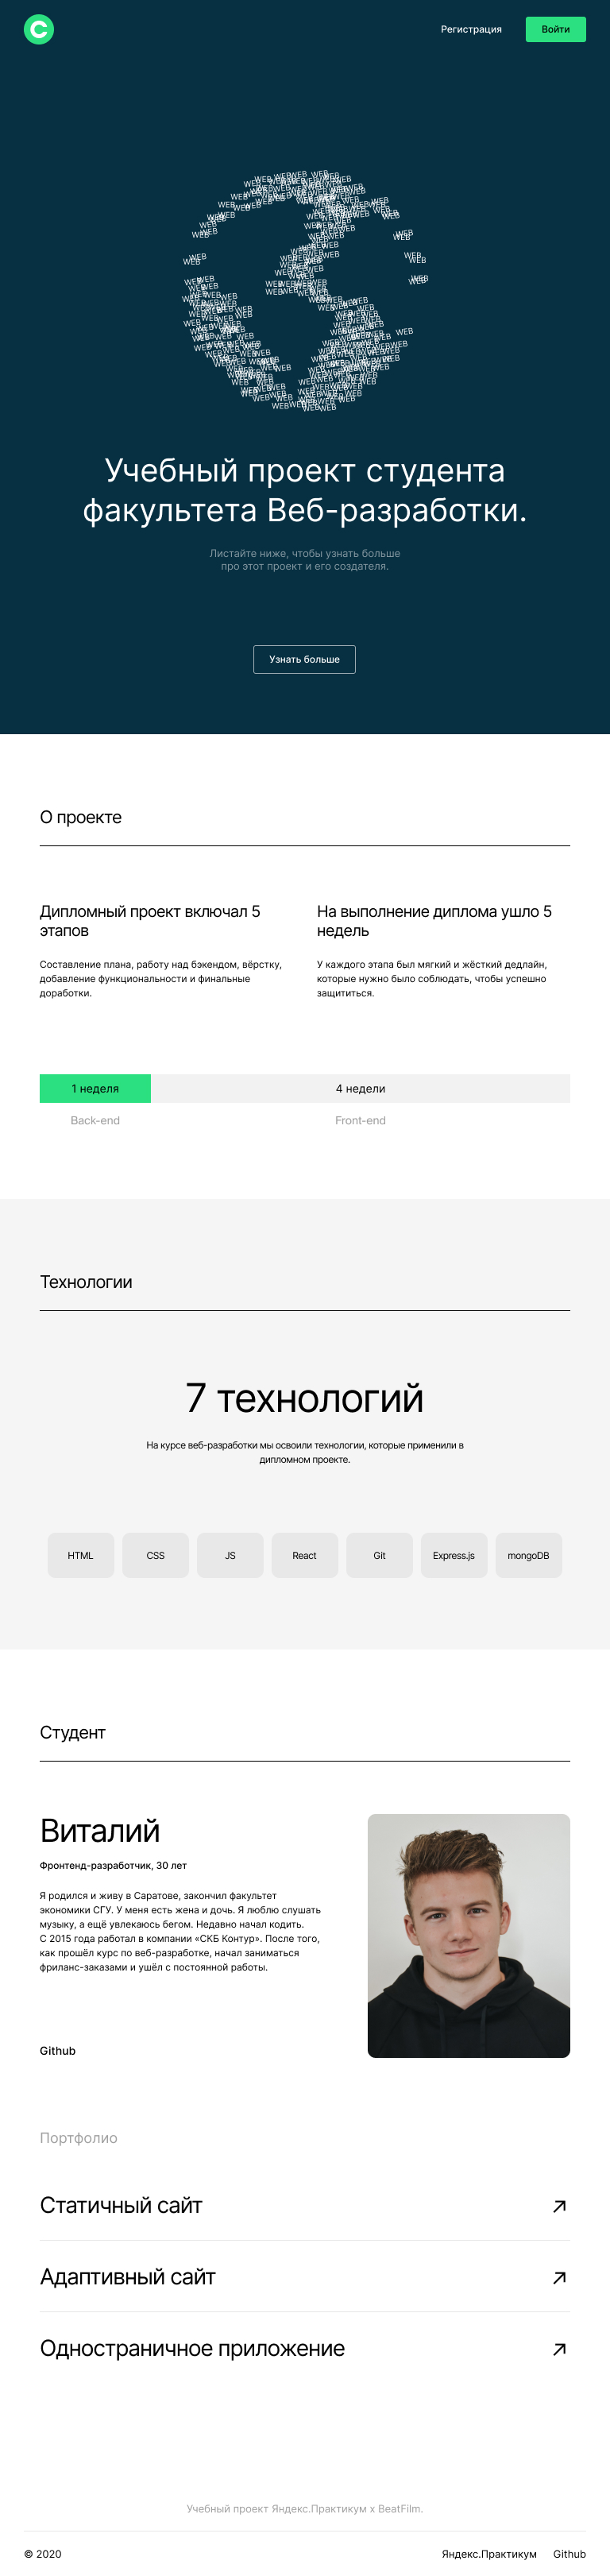 Регистрация
Войти
Учебный проект студента
факультета Веб-разработки.
Листайте ниже, чтобы узнать больше
про этот проект и его создателя.
Узнать больше
О проекте
Дипломный проект включал 5
этапов
Составление плана, работу над бэкендом, вёрстку,
добавление функциональности и финальные
доработки.
На выполнение диплома ушло 5
недель
У каждого этапа был мягкий и жёсткий дедлайн,
которые нужно было соблюдать, чтобы успешно
защититься.
1 неделя
4 недели
Back-end
Front-end
Технологии
7 технологий
На курсе веб-разработки мы освоили технологии, которые применили в
дипломном проекте.
HTML
CSS
JS
React
Git
Express.js
mongoDB
Студент
Виталий
Фронтенд-разработчик, 30 лет
Я родился и живу в Саратове, закончил факультет
экономики СГУ. У меня есть жена и дочь. Я люблю слушать
музыку, а ещё увлекаюсь бегом. Недавно начал кодить.
С 2015 года работал в компании «СКБ Контур». После того,
как прошёл курс по веб-разработке, начал заниматься
фриланс-заказами и ушёл с постоянной работы.
Github
Портфолио
Статичный сайт
Адаптивный сайт
Одностраничное приложение
Учебный проект Яндекс.Практикум х BeatFilm.
© 2020
Яндекс.Практикум
Github